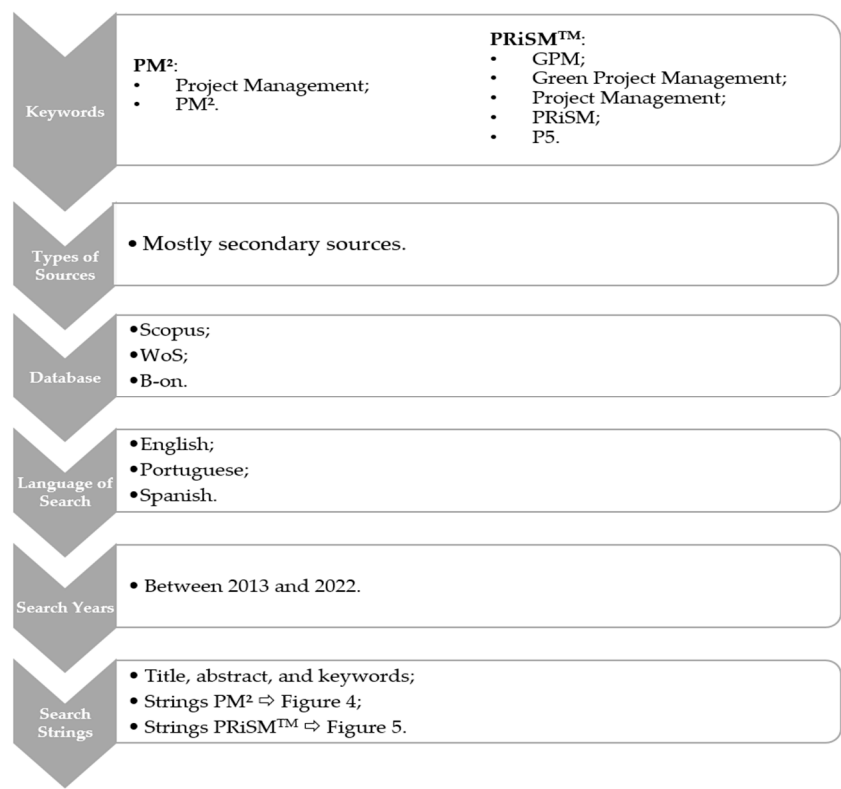 Keywords
PM²:
• Project Management;
• PM².
PRiSM™:
• GPM;
• Green Project Management;
• Project Management;
• PRiSM;
• P5.
Types of
Sources
• Mostly secondary sources.
Database
•Scopus;
•WoS;
•B-on.
Language of
Search
•English;
•Portuguese;
•Spanish.
Search Years
• Between 2013 and 2022.
Search
Strings
• Title, abstract, and keywords;
• Strings PM² ⇨ Figure 4;
• Strings PRiSM™ ⇨ Figure 5.